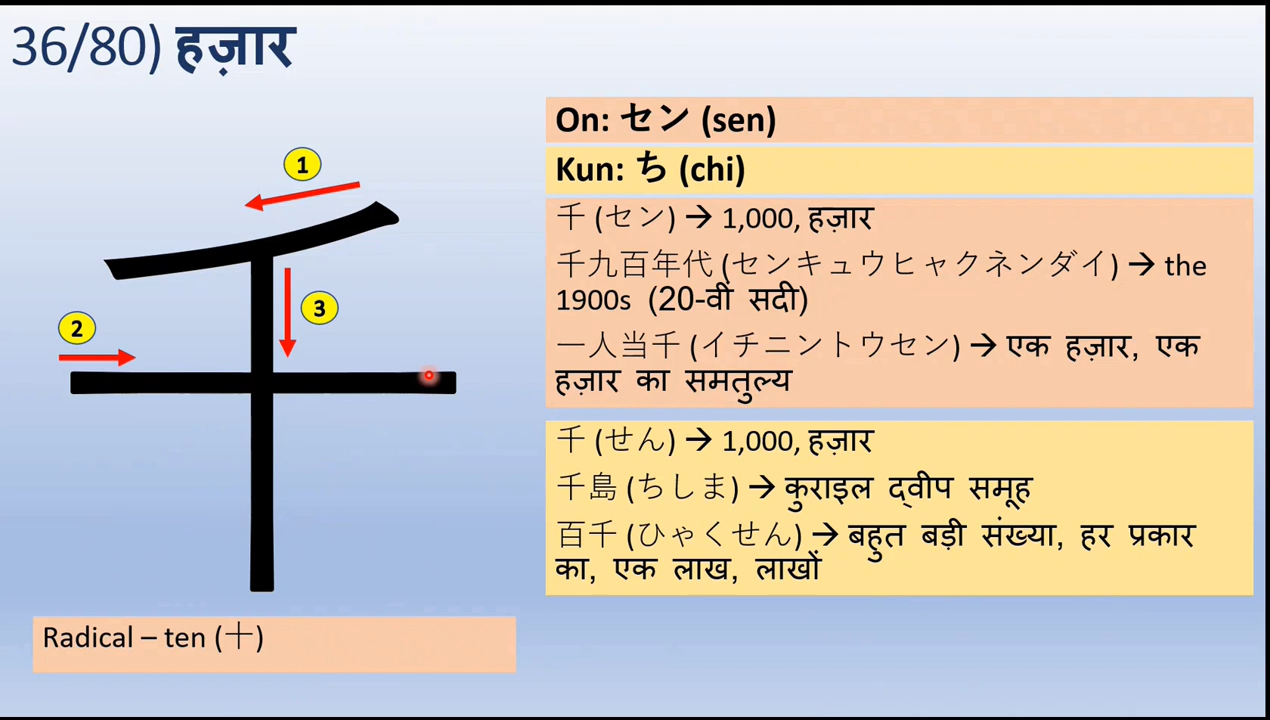 36/80) हज़ार
1
2
3
千
On: セン (sen)
Kun: ち (chi)
千 (セン) → 1,000, हज़ार
千九百年代 (センキュウヒャクネンダイ) → the
1900s (20-वीं सदी)
一人当千 (イチニントウセン) → एक हज़ार, एक
हज़ार का समतुल्य
千 (せん) → 1,000, हज़ार
千島 (ちしま) → कुराइल द्वीप समूह
百千 (ひゃくせん) → बहुत बड़ी संख्या, हर प्रकार
का, एक लाख, लाखों
Radical – ten (十)